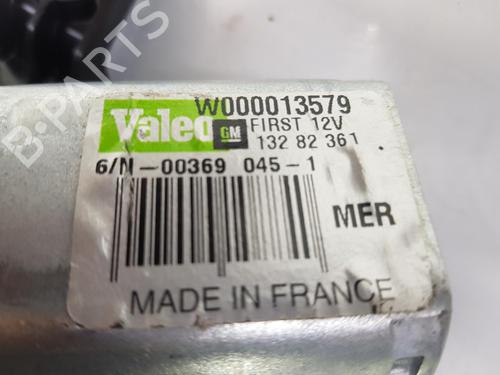 W000013579
Valeo GM FIRST 12V
132 82 361
6/N-00369 045-1
MER
MADE IN FRANCE
B-PARTS